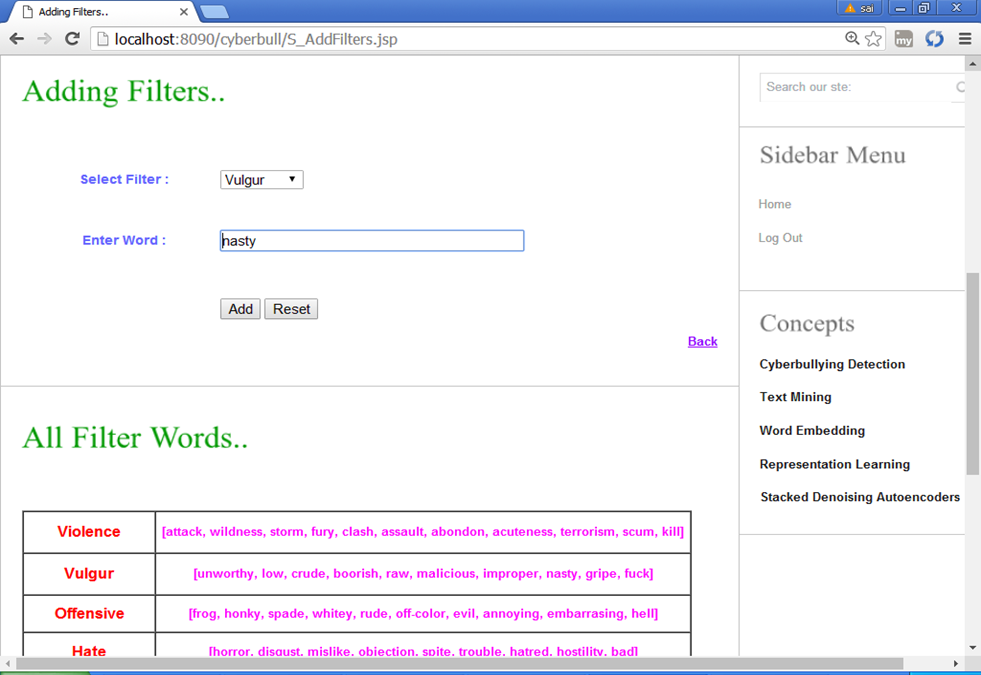 Adding Filters..
sai
localhost:8090/cyberbull/S_AddFilters.jsp
my
Adding Filters..
Select Filter :
Vulgur
Enter Word :
nasty
Add
Reset
Back
All Filter Words..
Violence
[attack, wildness, storm, fury, clash, assault, abondon, acuteness, terrorism, scum, kill]
Vulgur
[unworthy, low, crude, boorish, raw, malicious, improper, nasty, gripe, fuck]
Offensive
[frog, honky, spade, whitey, rude, off-color, evil, annoying, embarrasing, hell]
Hate
[horror, disgust, mislike, objection, spite, trouble, hatred, hostility, bad]
Search our ste:
Sidebar Menu
Home
Log Out
Concepts
Cyberbullying Detection
Text Mining
Word Embedding
Representation Learning
Stacked Denoising Autoencoders